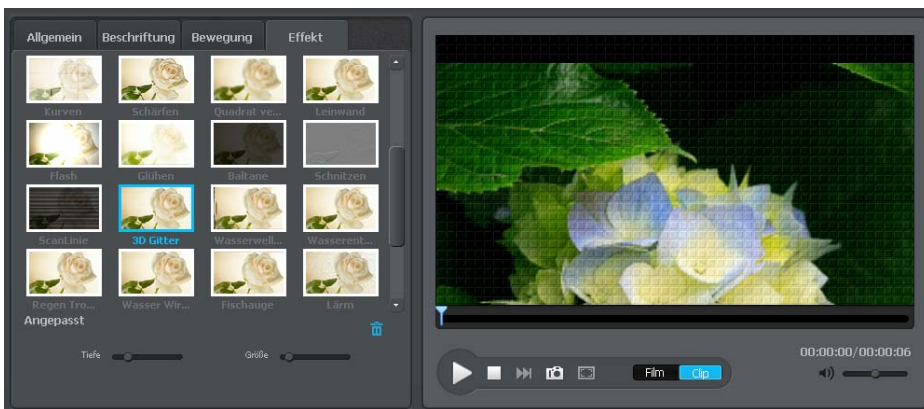 Allgemein Beschriftung Bewegung Effekt
Kurven Schärfen Quadrat ve... Leinwand
Flash Glühen Baltane Schnitzen
ScanLinie 3D Gitter Wasserwell... Wasserent...
Regen Tro... Wasser Wir... Fischauge Lärm
Angepasst
Tiefe Größe
00:00:00/00:00:06
Film Clip